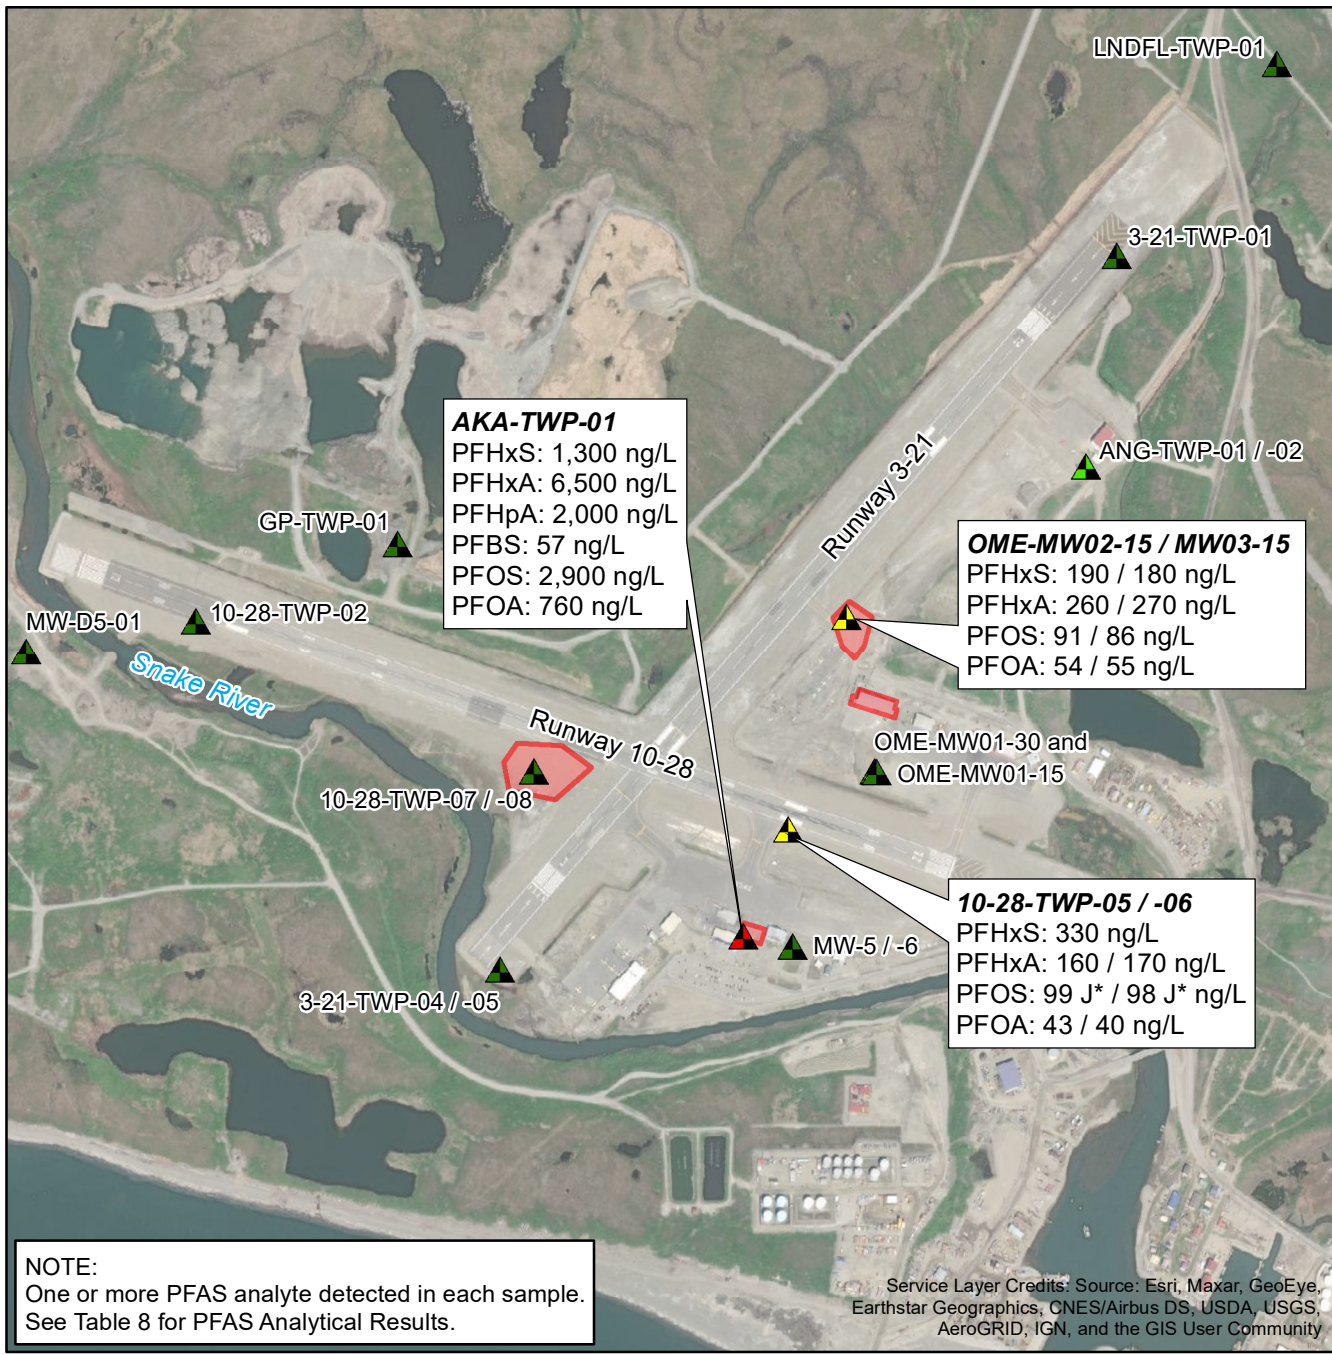 LNDFL-TWP-01
3-21-TWP-01
AKA-TWP-01
PFHxS: 1,300 ng/L
PFHxA: 6,500 ng/L
PFHpA: 2,000 ng/L
PFBS: 57 ng/L
PFOS: 2,900 ng/L
PFOA: 760 ng/L
Runway 3-21
ANG-TWP-01 / -02
GP-TWP-01
OME-MW02-15 / MW03-15
PFHxS: 190 / 180 ng/L
PFHxA: 260 / 270 ng/L
PFOS: 91 / 86 ng/L
PFOA: 54 / 55 ng/L
10-28-TWP-02
MW-D5-01
Snake River
Runway 10-28
OME-MW01-30 and
OME-MW01-15
10-28-TWP-07 / -08
10-28-TWP-05 / -06
PFHxS: 330 ng/L
PFHxA: 160 / 170 ng/L
PFOS: 99 J* / 98 J* ng/L
PFOA: 43 / 40 ng/L
MW-5 / -6
3-21-TWP-04 / -05
NOTE:
One or more PFAS analyte detected in each sample.
See Table 8 for PFAS Analytical Results.
Service Layer Credits: Source: Esri, Maxar, GeoEye,
Earthstar Geographics, CNES/Airbus DS, USDA, USGS,
AeroGRID, IGN, and the GIS User Community